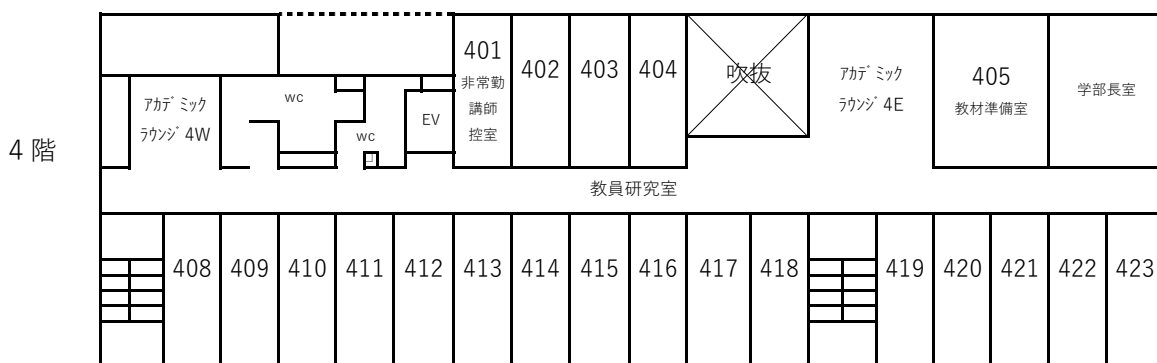 4階
401
非常勤
講師
控室
402
403
404
吹抜
アカデミック
ラウンジ4E
405
教材準備室
学部長室
wc
アカデミック
ラウンジ4W
wc
EV
教員研究室
408
409
410
411
412
413
414
415
416
417
418
419
420
421
422
423